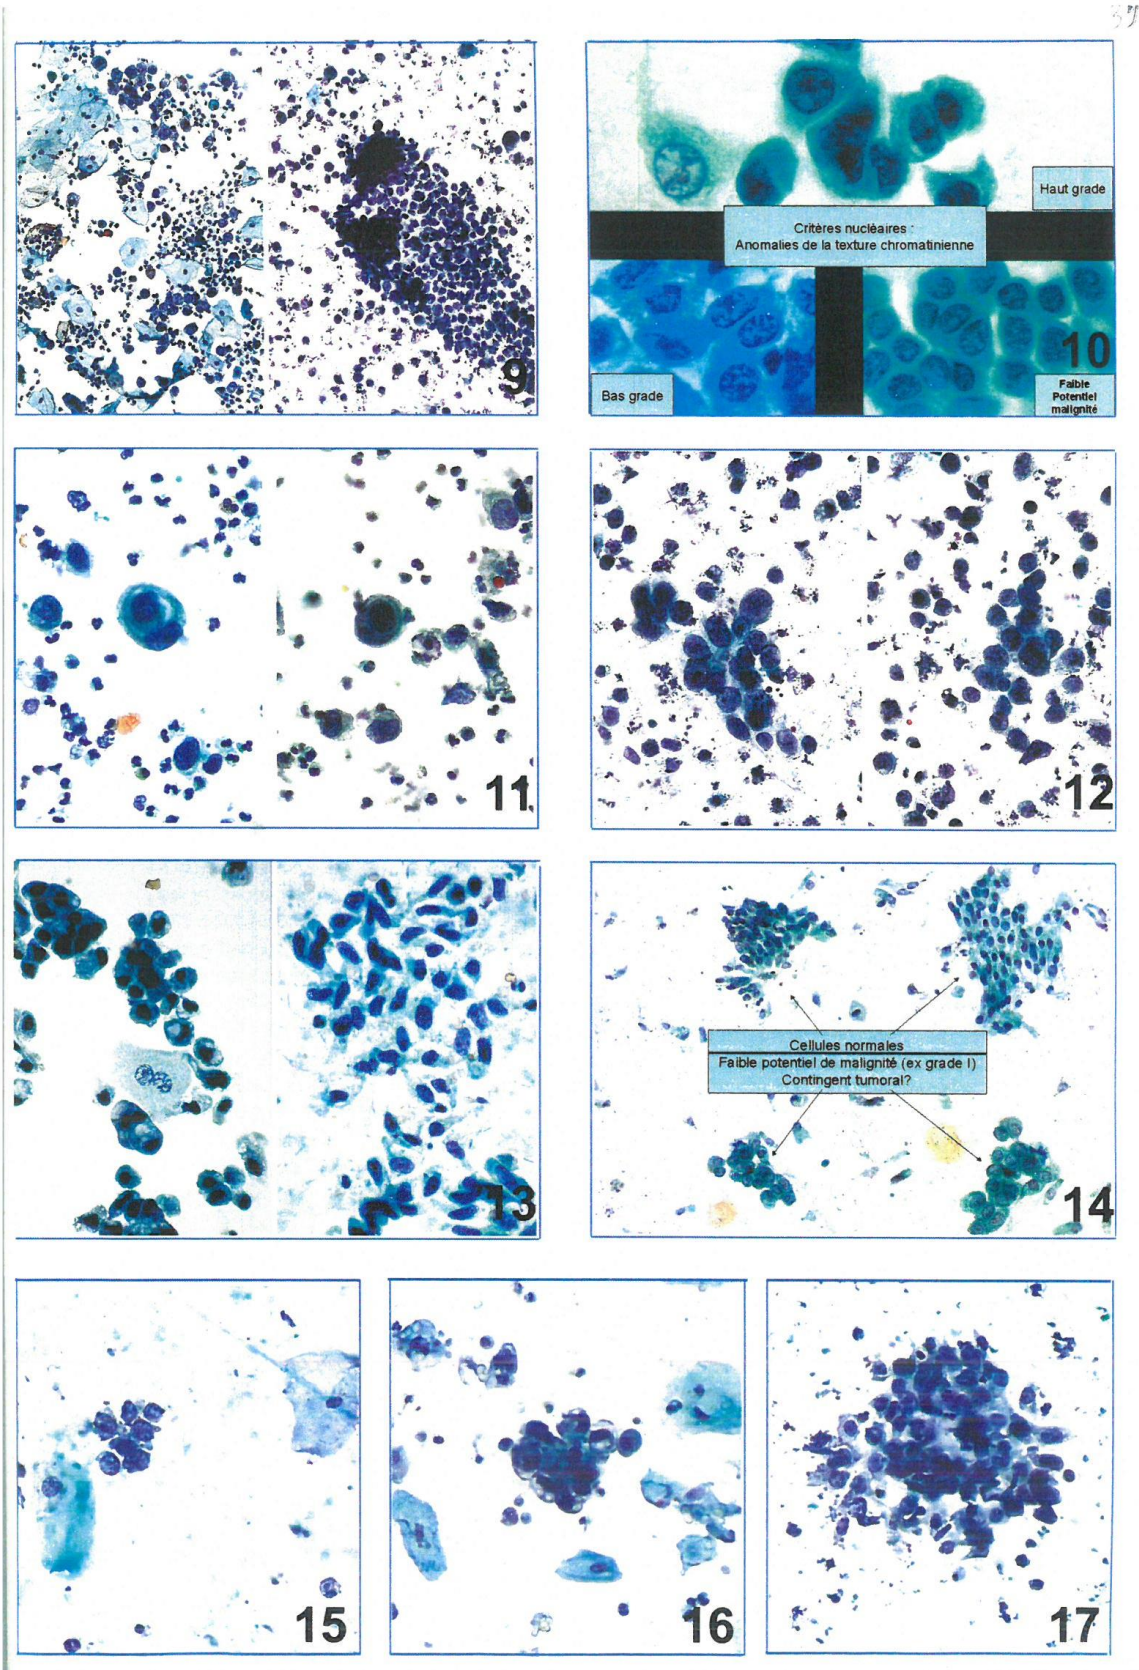 9
Haut grade
Critères nucléaires :
Anomalies de la texture chromatinienne
10
Bas grade
Faible
Potentiel
malignité
11
12
13
Cellules normales
Faible potentiel de malignité (ex grade I)
Contingent tumoral?
14
15
16
17